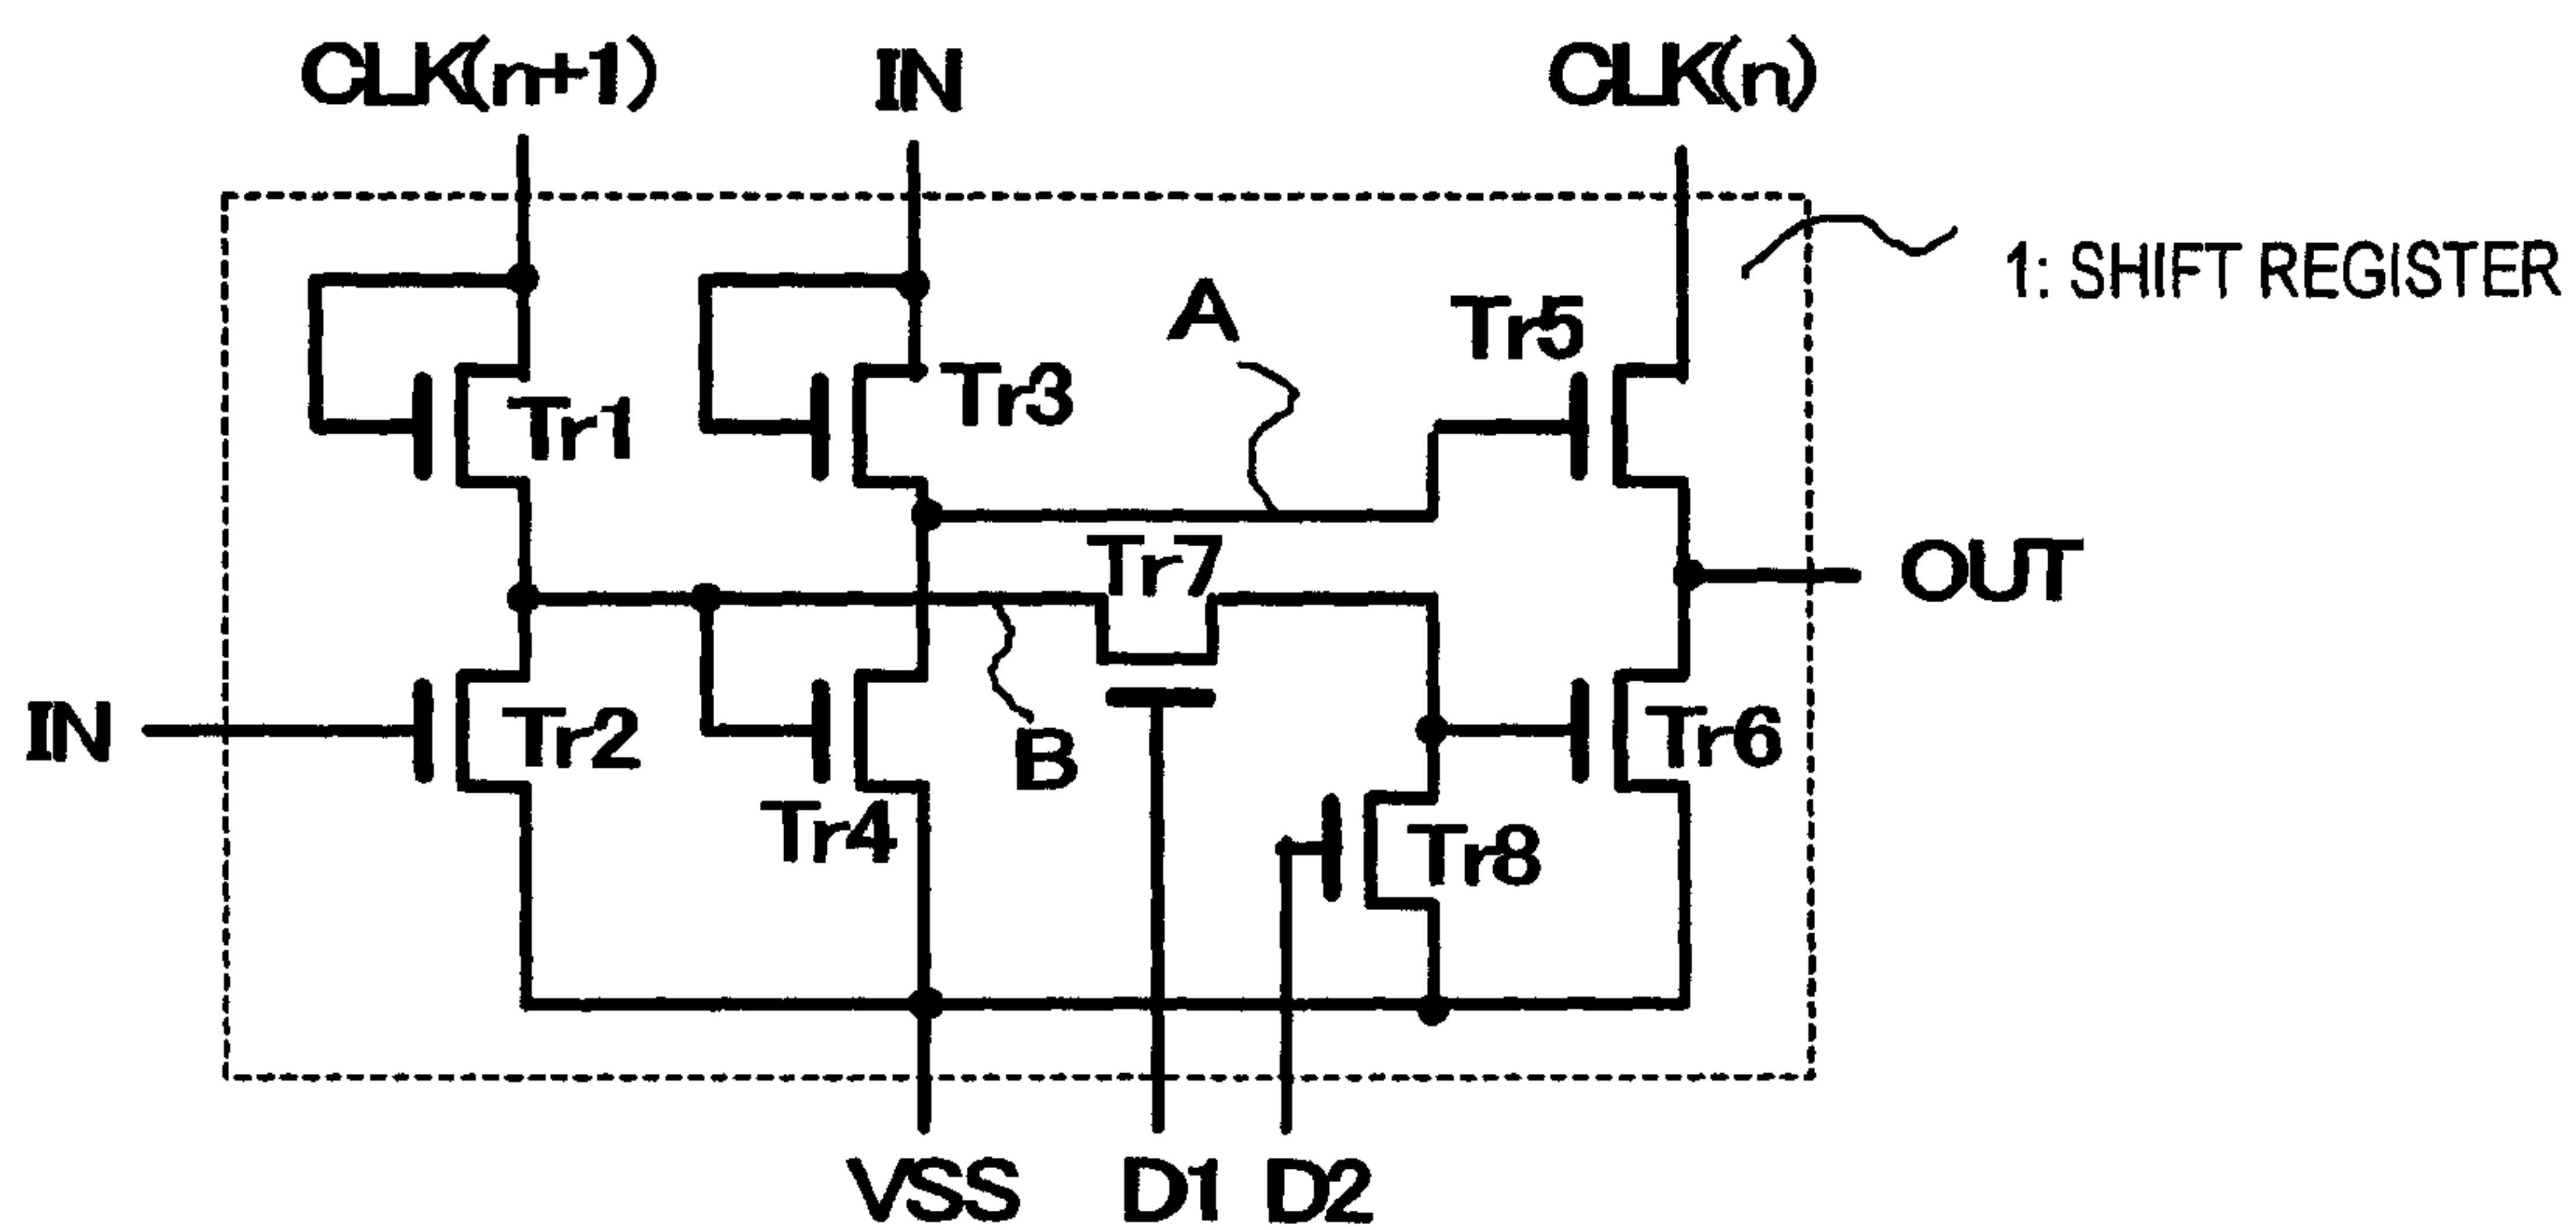 CLK(n+1)
IN
CLK(n)
1: SHIFT REGISTER
A
Tr5
Tr3
Tr1
Tr7
OUT
IN
Tr2
B
Tr6
Tr4
Tr8
VSS
D1
D2